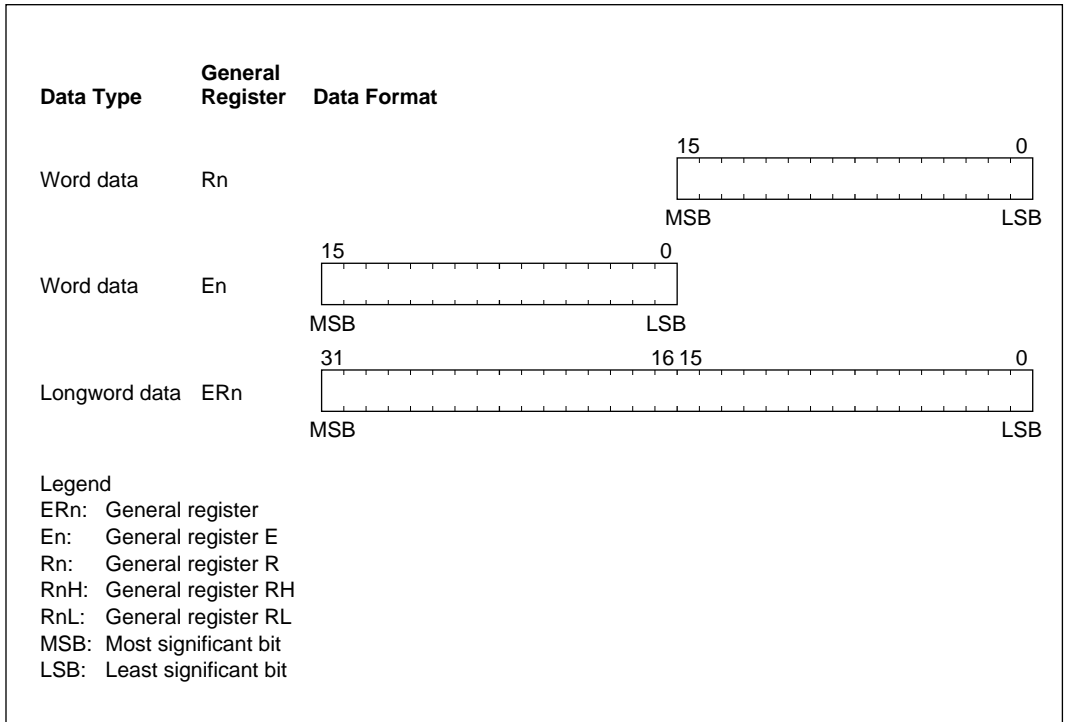 General
Data Type Register Data Format
15 0
Word data Rn
MSB LSB
15 0
Word data En
MSB LSB
31 16 15 0
Longword data ERn
MSB LSB
Legend
ERn: General register
En: General register E
Rn: General register R
RnH: General register RH
RnL: General register RL
MSB: Most significant bit
LSB: Least significant bit